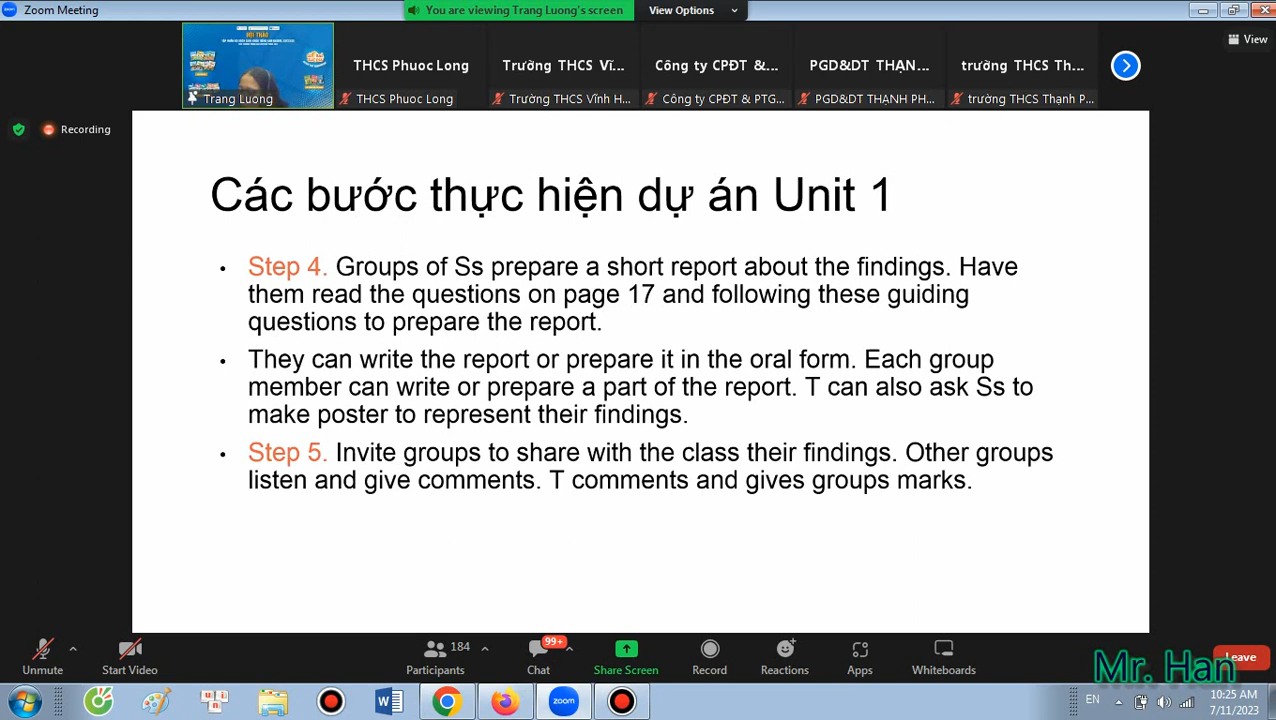 Zoom Meeting
You are viewing Trang Luong's screen
View Options
View
HỘI THẢO
Trang Luong
THCS Phuoc Long
THCS Phuoc Long
Trường THCS Vĩ...
Trường THCS Vĩnh H...
Công ty CPĐT &...
Công ty CPĐT & PTG...
PGD&DT THẠN...
PGD&DT THẠNH PH...
trường THCS Th...
trường THCS Thạnh P...
Recording
Các bước thực hiện dự án Unit 1
• Step 4. Groups of Ss prepare a short report about the findings. Have
them read the questions on page 17 and following these guiding
questions to prepare the report.
• They can write the report or prepare it in the oral form. Each group
member can write or prepare a part of the report. T can also ask Ss to
make poster to represent their findings.
• Step 5. Invite groups to share with the class their findings. Other groups
listen and give comments. T comments and gives groups marks.
Unmute
Start Video
184
Participants
99+
Chat
Share Screen
Record
Reactions
Apps
Whiteboards
Leave
Mr. Han
EN
10:25 AM
7/11/2023